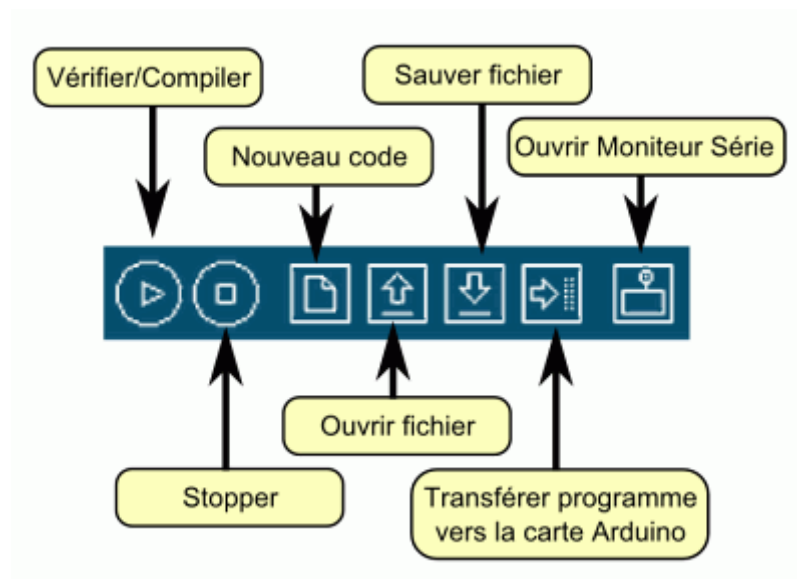 Vérifier/Compiler
Sauver fichier
Nouveau code
Ouvrir Moniteur Série
Ouvrir fichier
Stopper
Transférer programme
vers la carte Arduino